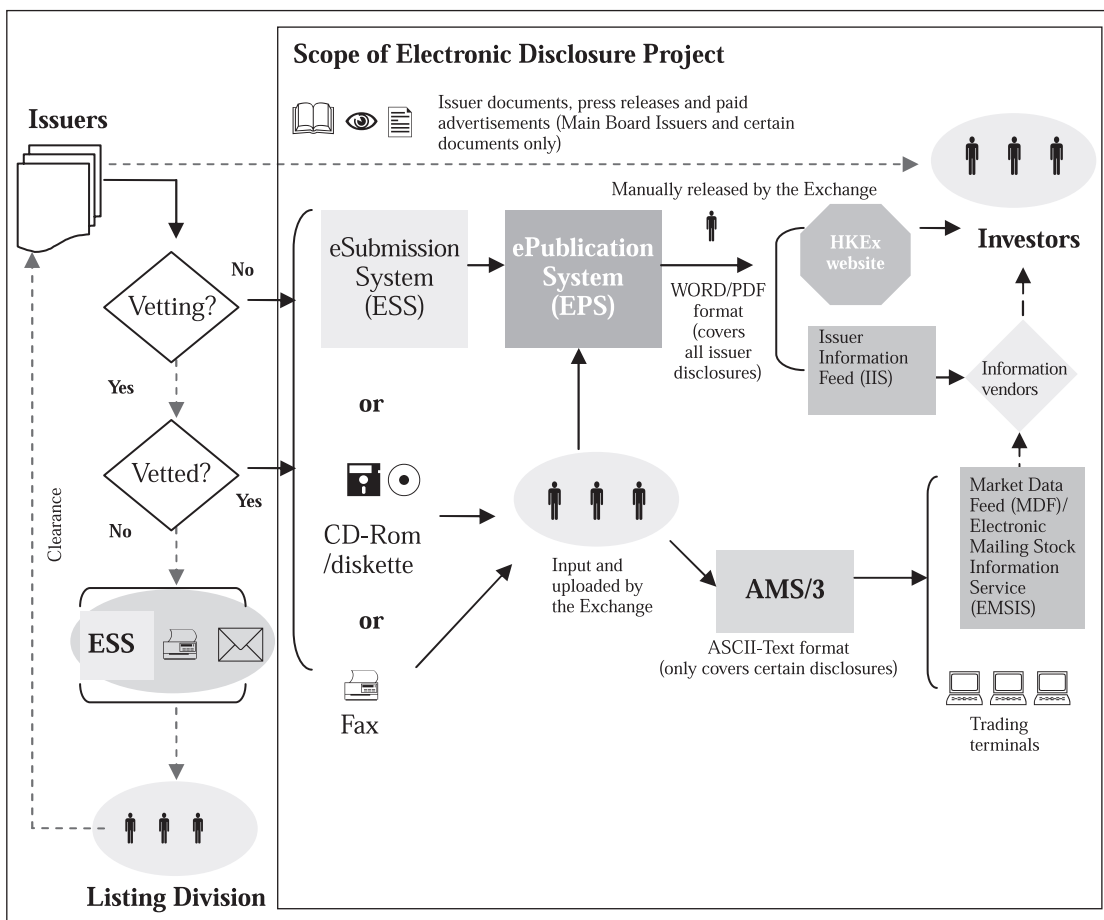 Scope of Electronic Disclosure Project
Issuer documents, press releases and paid
advertisements (Main Board Issuers and certain
documents only)
Issuers
Manually released by the Exchange
Investors
Vetting?
No
Yes
eSubmission
System
(ESS)
ePublication
System
(EPS)
WORD/PDF
format
(covers
all issuer
disclosures)
HKEx
website
Issuer
Information
Feed (IIS)
Information
vendors
or
Vetted?
Yes
No
Clearance
CD-Rom
/diskette
Input and
uploaded by
the Exchange
AMS/3
ASCII-Text format
(only covers certain disclosures)
Market Data
Feed (MDF)/
Electronic
Mailing Stock
Information
Service
(EMSIS)
or
Fax
ESS
Trading
terminals
Listing Division